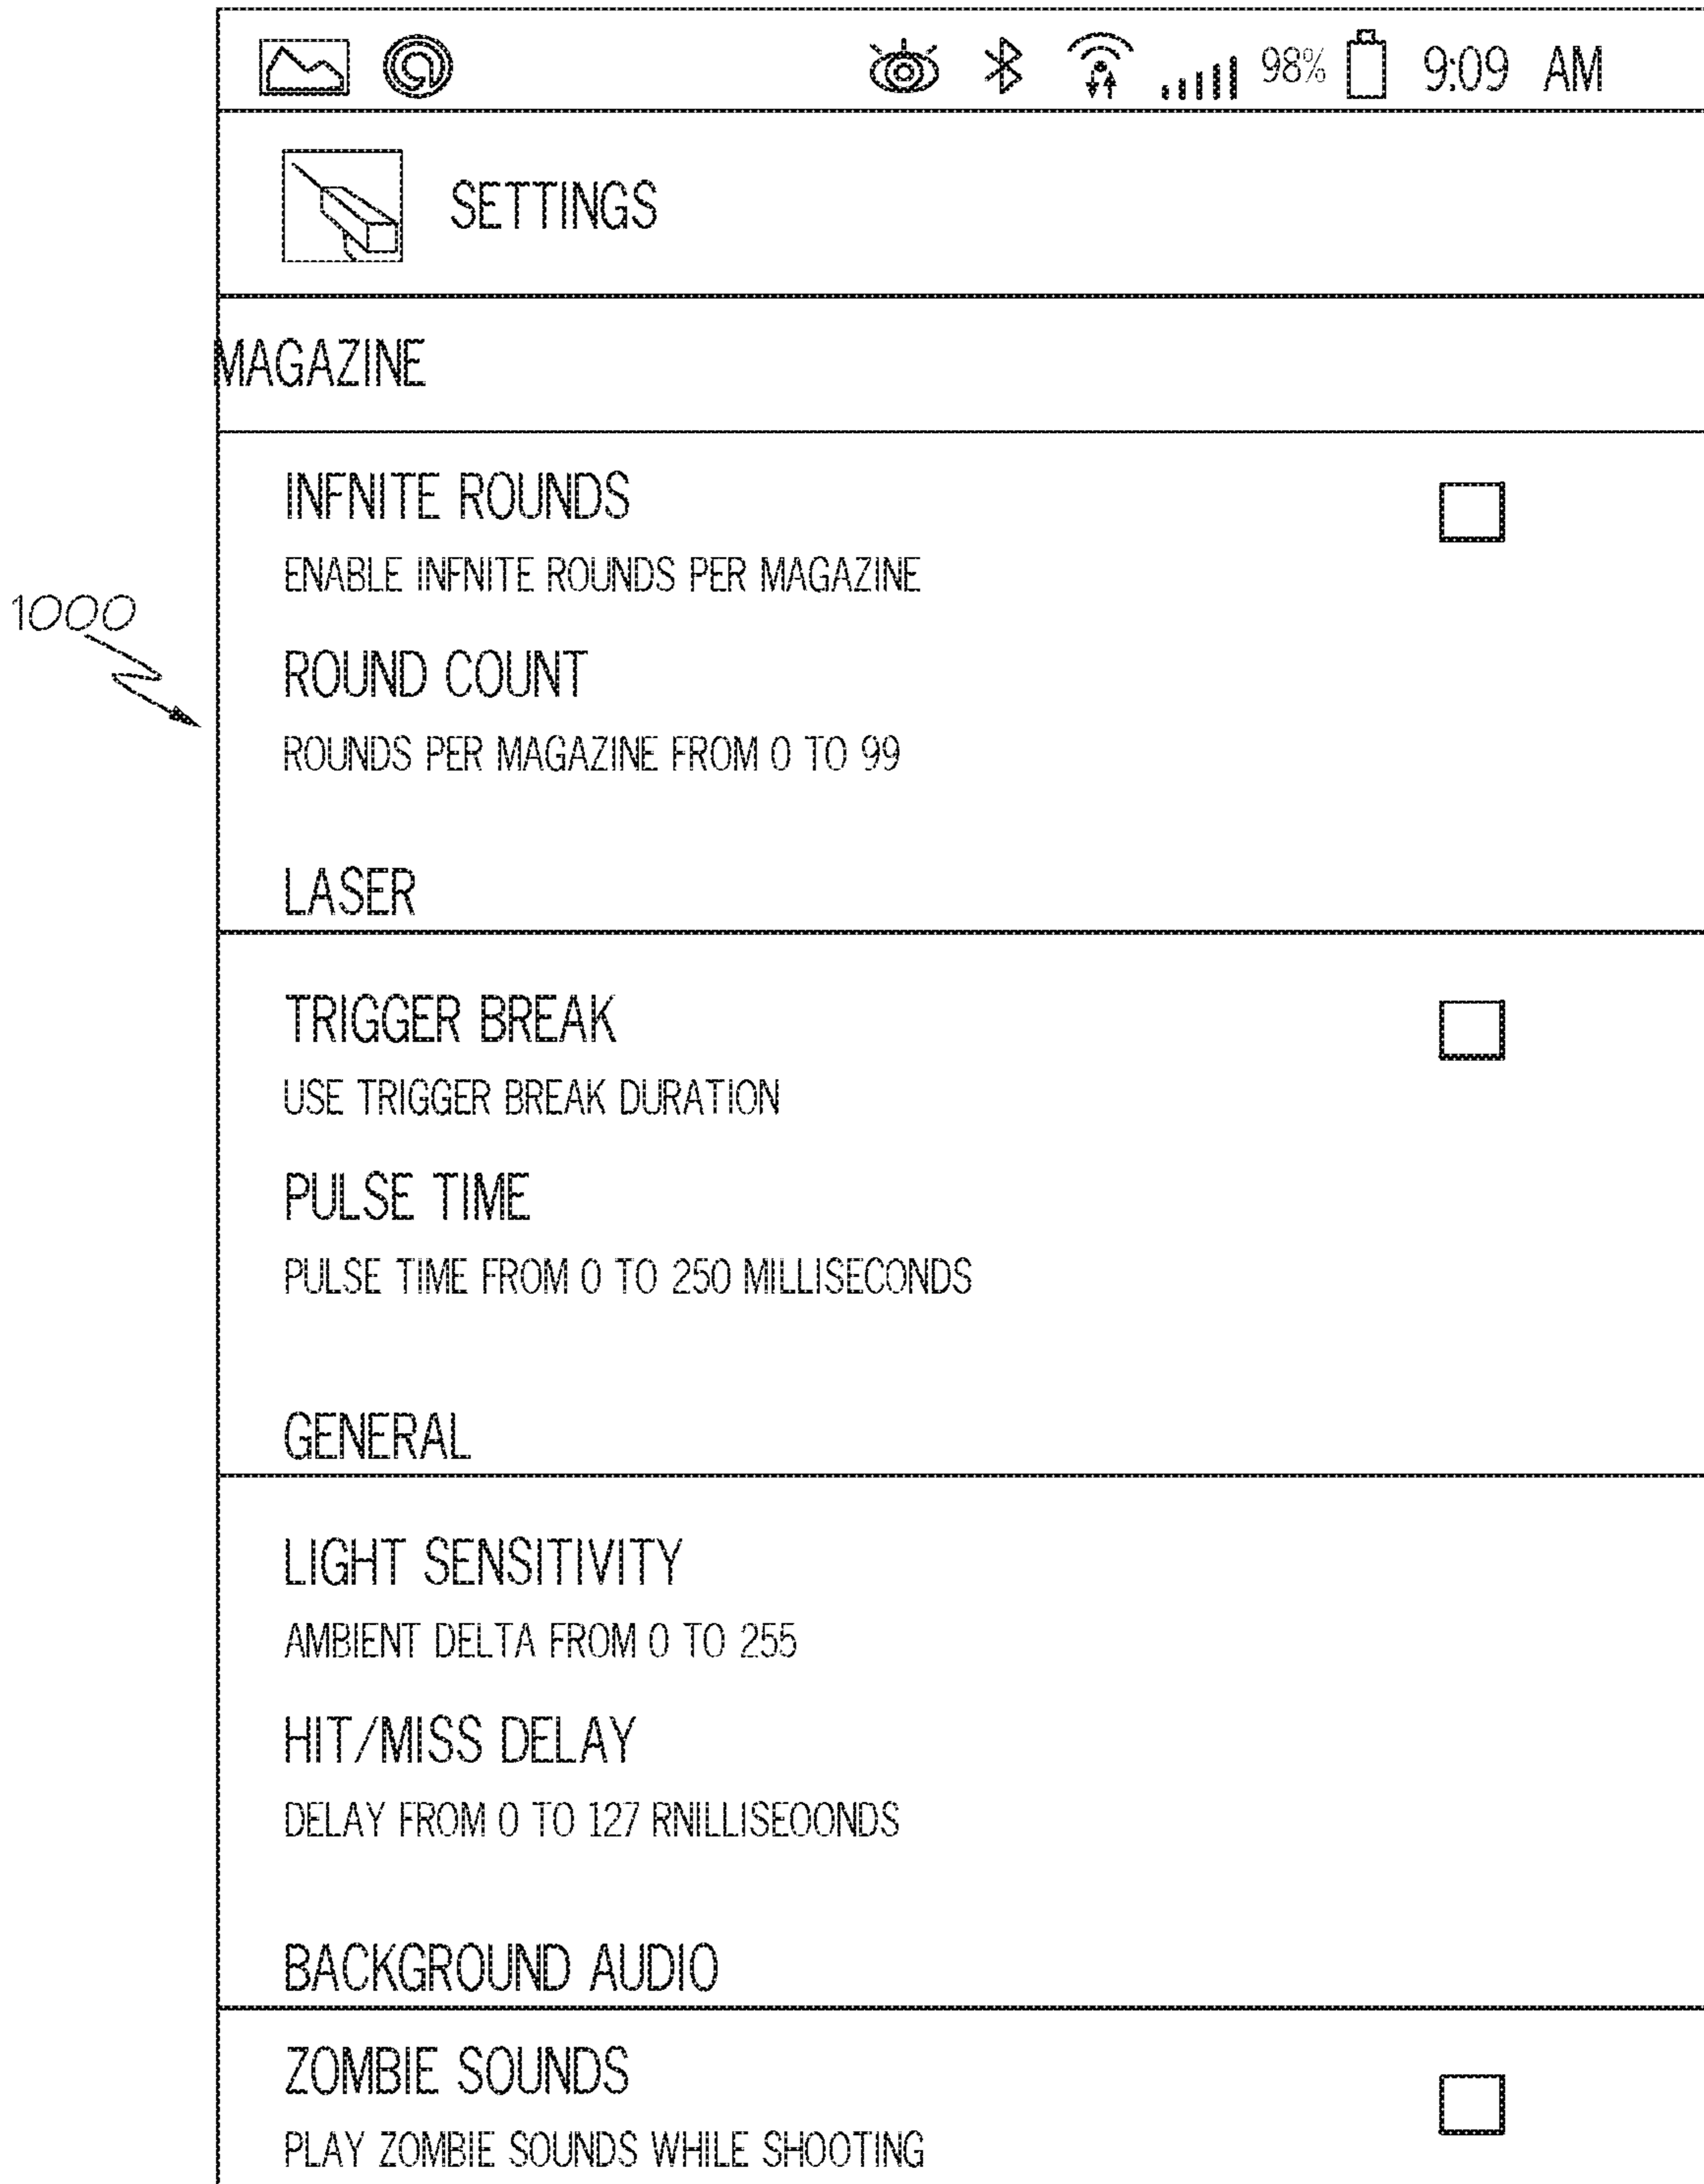 98% 9:09 AM
SETTINGS
MAGAZINE
INFNITE ROUNDS
ENABLE INFNITE ROUNDS PER MAGAZINE
1000
ROUND COUNT
ROUNDS PER MAGAZINE FROM 0 TO 99
LASER
TRIGGER BREAK
USE TRIGGER BREAK DURATION
PULSE TIME
PULSE TIME FROM 0 TO 250 MILLISECONDS
GENERAL
LIGHT SENSITIVITY
AMBIENT DELTA FROM 0 TO 255
HIT/MISS DELAY
DELAY FROM 0 TO 127 RNILLISEOONDS
BACKGROUND AUDIO
ZOMBIE SOUNDS
PLAY ZOMBIE SOUNDS WHILE SHOOTING